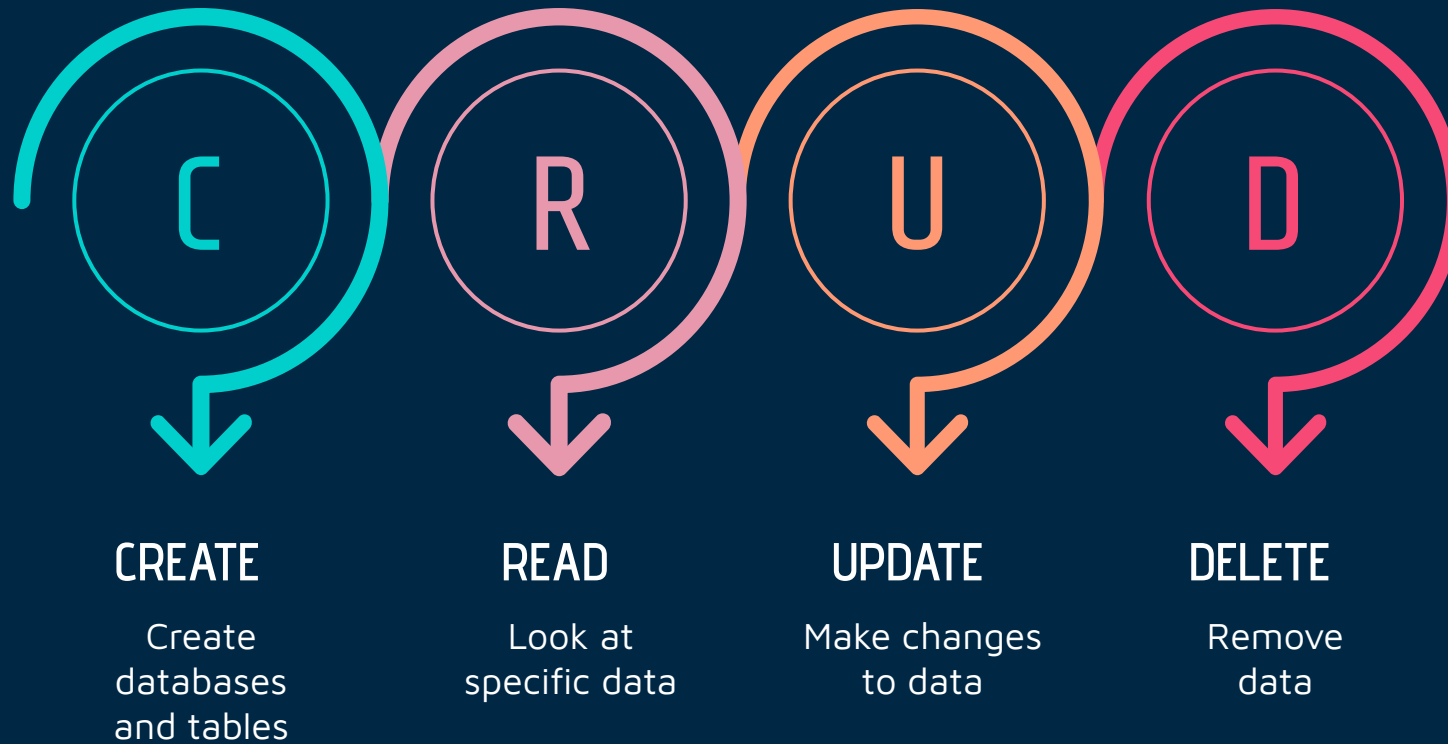 C
R
U
D
CREATE
Create
databases
and tables
READ
Look at
specific data
UPDATE
Make changes
to data
DELETE
Remove
data